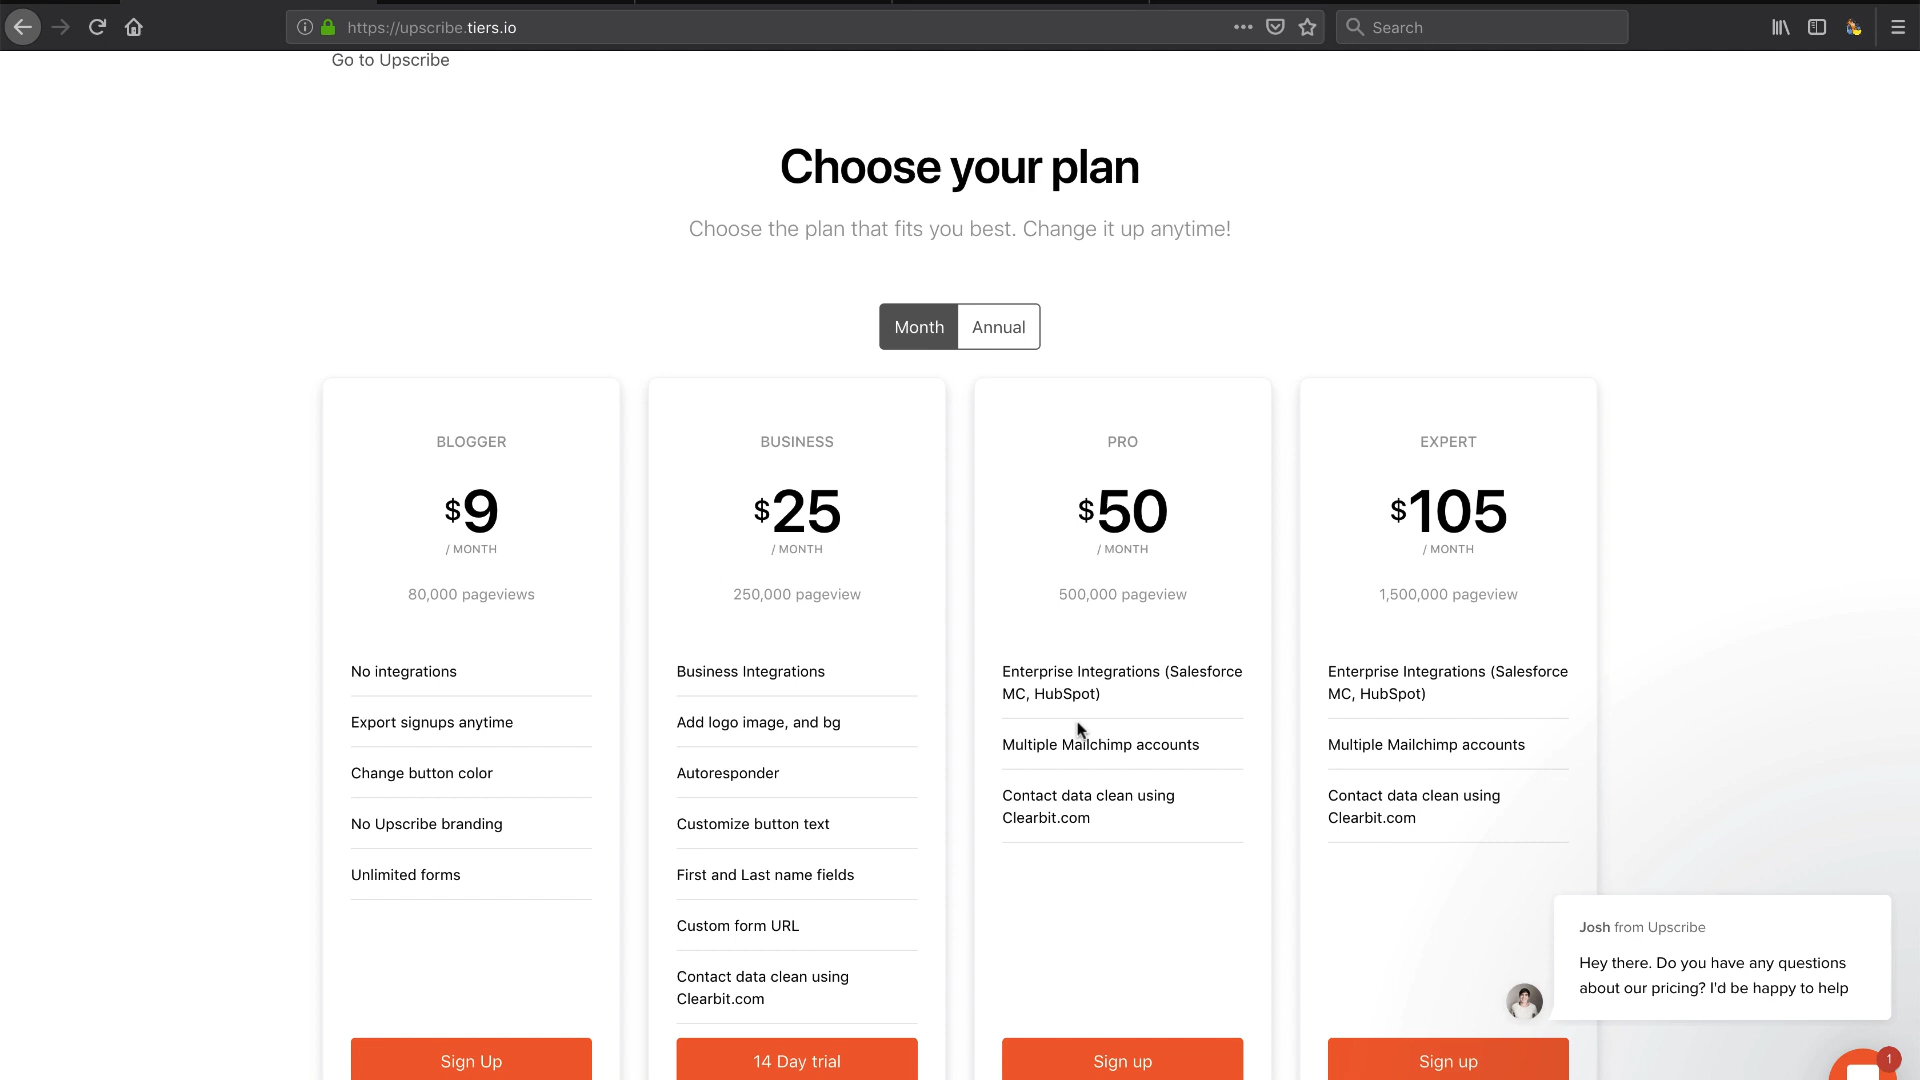 https://upscribe.tiers.io
Search
Go to Upscribe
Choose your plan
Choose the plan that fits you best. Change it up anytime!
Month Annual
BLOGGER
$9
/ MONTH
80,000 pageviews
No integrations
Export signups anytime
Change button color
No Upscribe branding
Unlimited forms
Sign Up
BUSINESS
$25
/ MONTH
250,000 pageview
Business Integrations
Add logo image, and bg
Autoresponder
Customize button text
First and Last name fields
Custom form URL
Contact data clean using
Clearbit.com
14 Day trial
PRO
$50
/ MONTH
500,000 pageview
Enterprise Integrations (Salesforce
MC, HubSpot)
Multiple Mailchimp accounts
Contact data clean using
Clearbit.com
Sign up
EXPERT
$105
/ MONTH
1,500,000 pageview
Enterprise Integrations (Salesforce
MC, HubSpot)
Multiple Mailchimp accounts
Contact data clean using
Clearbit.com
Sign up
Josh from Upscribe
Hey there. Do you have any questions
about our pricing? I'd be happy to help
1